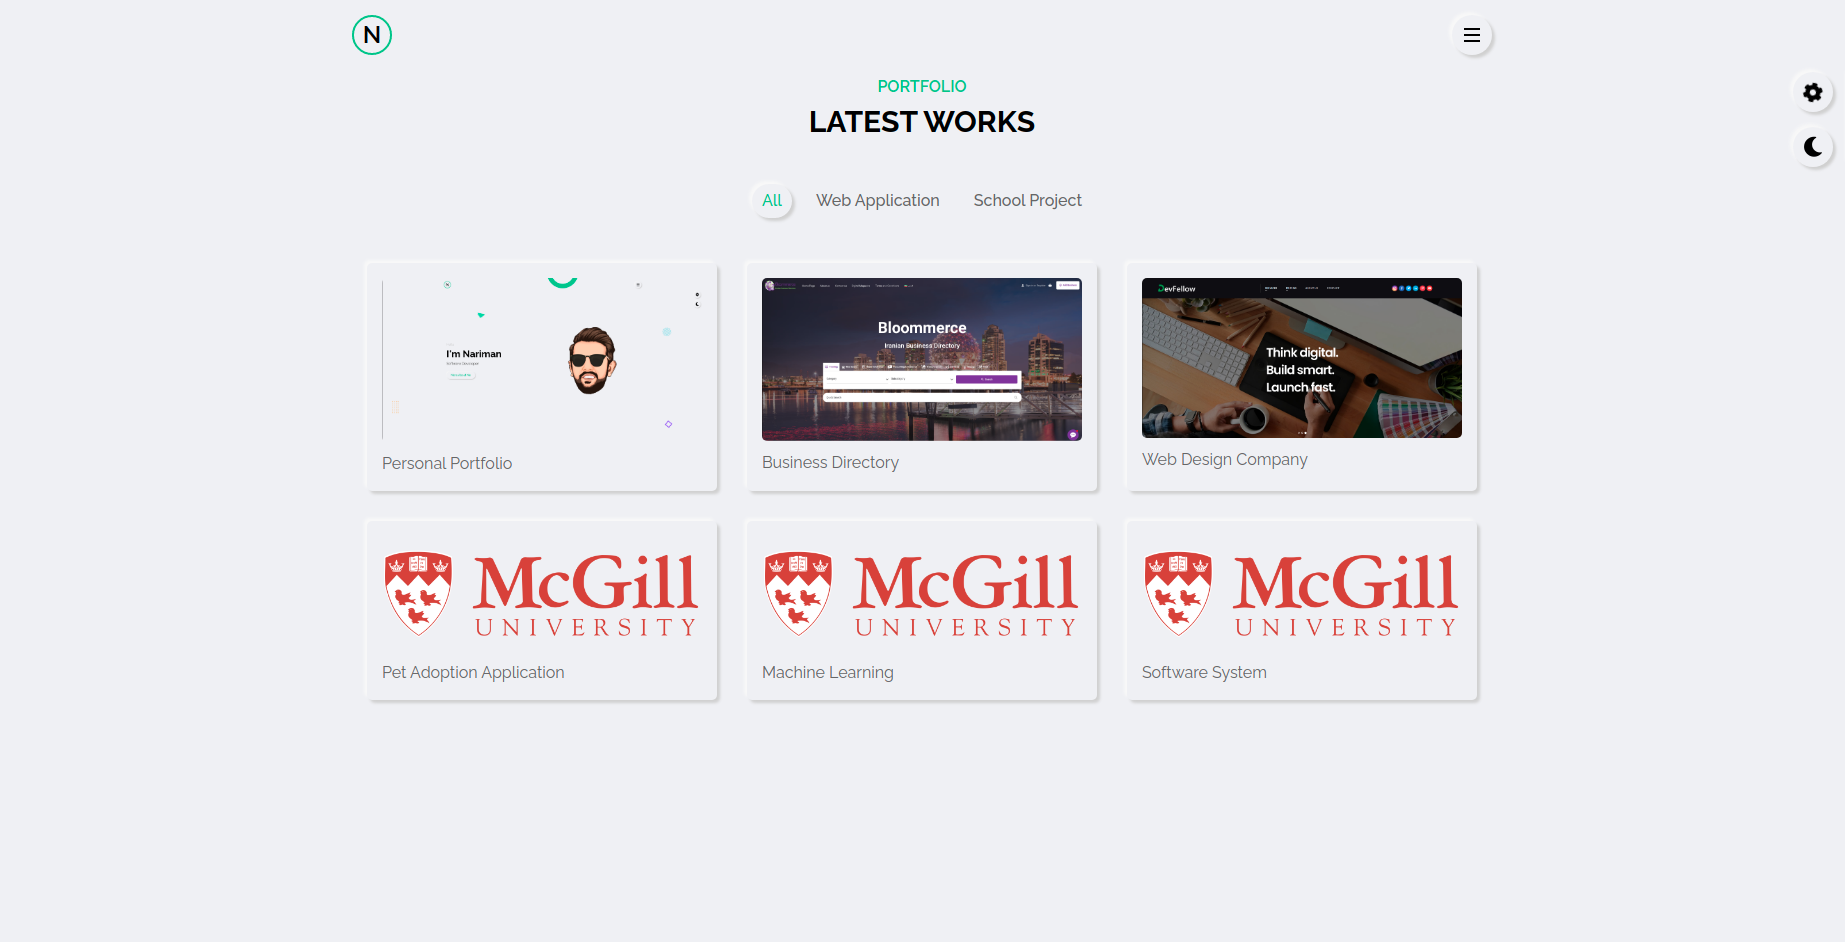 N
PORTFOLIO
LATEST WORKS
All
Web Application
School Project
I'm Nariman
Personal Portfolio
Bloommerce
Iranian Business Directory
Business Directory
DevFellow
Think digital.
Build smart.
Launch fast.
Web Design Company
McGill
UNIVERSITY
Pet Adoption Application
McGill
UNIVERSITY
Machine Learning
McGill
UNIVERSITY
Software System